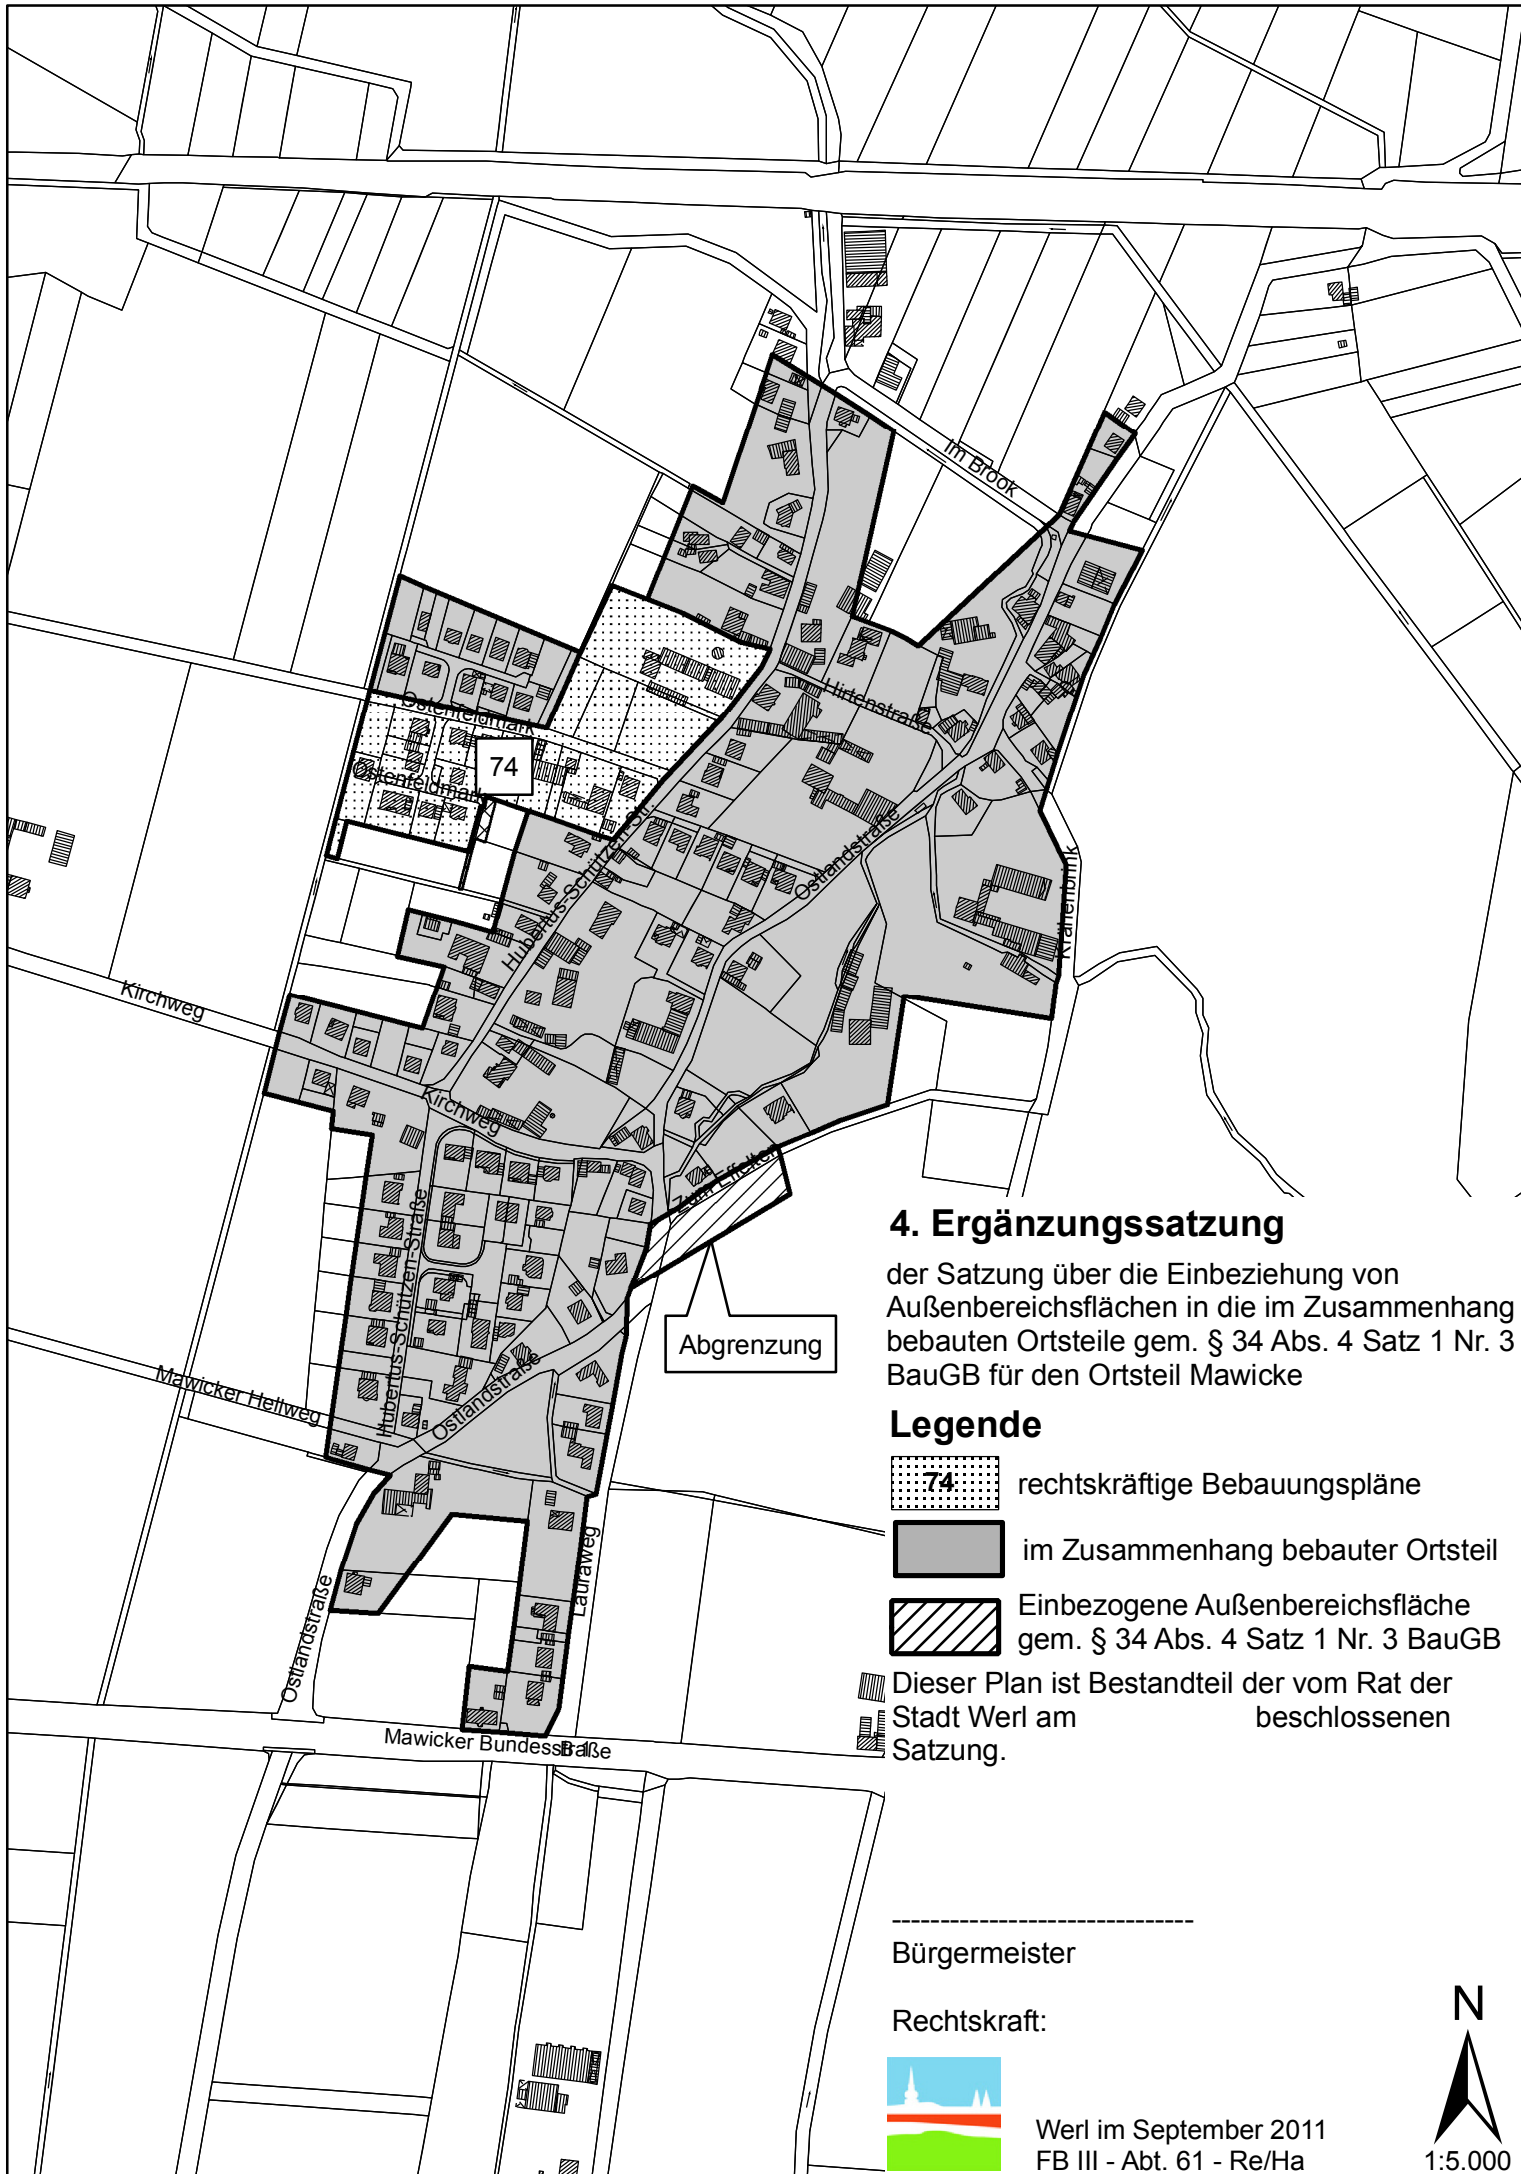 Im Brook
Hirtenstraße
Ostenfeldmark
74
Ostenfeldmark
Hubertus-Schützen-Str.
Ostlandstraße
Krähenbrink
Kirchweg
Kirchweg
Zum Effelter
Hubertus-Schützen-Straße
Abgrenzung
Mawicker Hellweg
Ostlandstraße
Lauraweg
Ostlandstraße
Mawicker Bundesstraße
B 1
4. Ergänzungssatzung
der Satzung über die Einbeziehung von
Außenbereichsflächen in die im Zusammenhang
bebauten Ortsteile gem. § 34 Abs. 4 Satz 1 Nr. 3
BauGB für den Ortsteil Mawicke
Legende
74 rechtskräftige Bebauungspläne
im Zusammenhang bebauter Ortsteil
Einbezogene Außenbereichsfläche
gem. § 34 Abs. 4 Satz 1 Nr. 3 BauGB
Dieser Plan ist Bestandteil der vom Rat der
Stadt Werl am beschlossenen
Satzung.
-------------------------------
Bürgermeister
Rechtskraft:
N
Werl im September 2011
FB III - Abt. 61 - Re/Ha
1:5.000